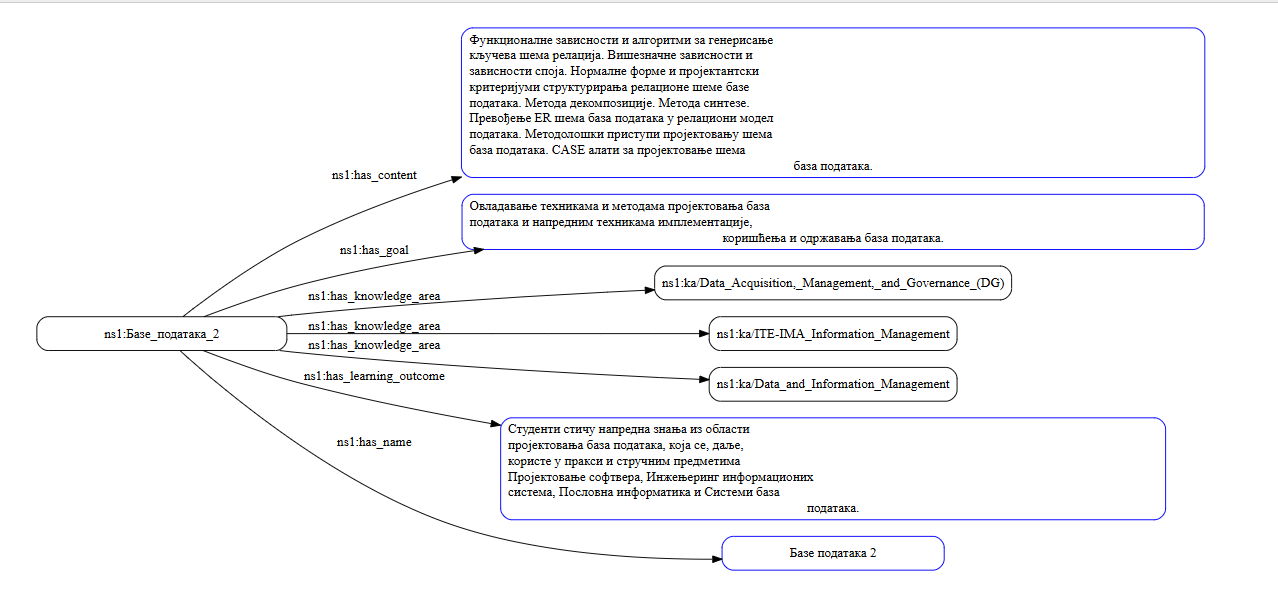 Функционалне зависности и алгоритми за генерисање
кључева шема релација. Вишезначне зависности и
зависности споја. Нормалне форме и пројектантски
критеријуми структурирања релационе шеме базе
података. Метода декомпозиције. Метода синтезе.
Превођење ER шема база података у релациони модел
података. Методолошки приступи пројектовању шема
база података. CASE алати за пројектовање шема
база података.
ns1:has_content
Овладавање техникама и методама пројектовања база
података и напредним техникама имплементације,
коришћења и одржавања база података.
ns1:has_goal
ns1:ka/Data_Acquisition,_Management,_and_Governance_(DG)
ns1:has_knowledge_area
ns1:Базе_података_2
ns1:has_knowledge_area
ns1:ka/ITE-IMA_Information_Management
ns1:has_knowledge_area
ns1:ka/Data_and_Information_Management
ns1:has_learning_outcome
Студенти стичу напредна знања из области
пројектовања база података, која се, даље,
користе у пракси и стручним предметима
Пројектовање софтвера, Инжењеринг информационих
система, Пословна информатика и Системи база
података.
ns1:has_name
Базе података 2